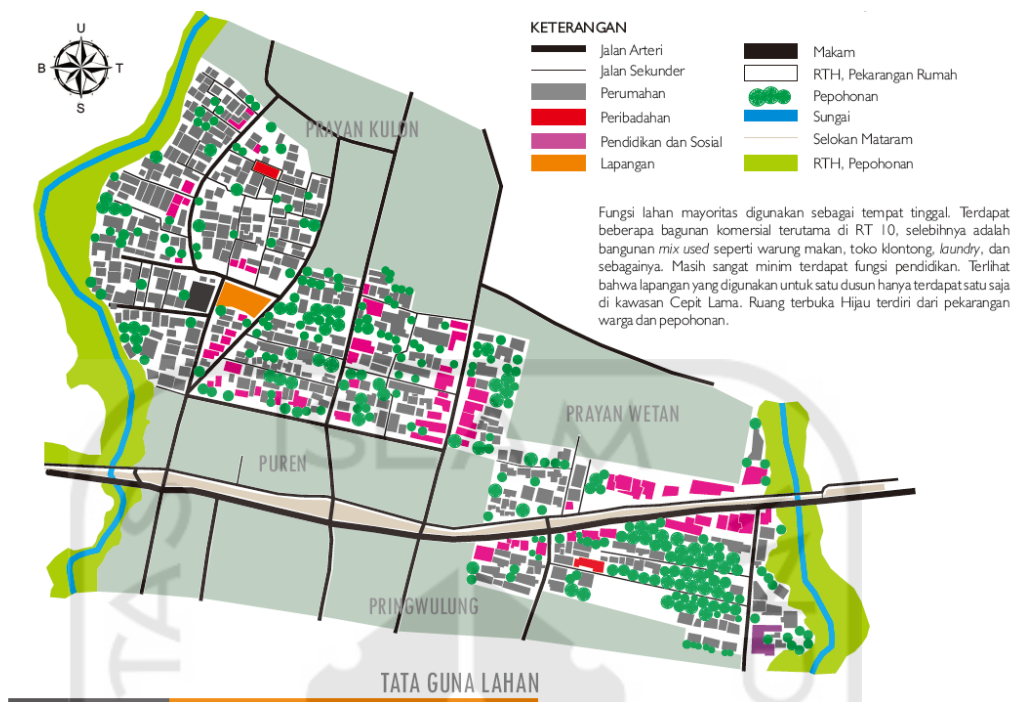 KETERANGAN
Jalan Arteri
Jalan Sekunder
Perumahan
Peribadahan
Pendidikan dan Sosial
Lapangan
Makam
RTH, Pekarangan Rumah
Pepohonan
Sungai
Selokan Mataram
RTH, Pepohonan
Fungsi lahan mayoritas digunakan sebagai tempat tinggal. Terdapat
beberapa bagunan komersial terutama di RT 10, selebihnya adalah
bangunan mix used seperti warung makan, toko klontong, laundry, dan
sebagainya. Masih sangat minim terdapat fungsi pendidikan. Terlihat
bahwa lapangan yang digunakan untuk satu dusun hanya terdapat satu saja
di kawasan Cepit Lama. Ruang terbuka Hijau terdiri dari pekarangan
warga dan pepohonan.
U
B
T
S
PRAYAN KULON
PRAYAN WETAN
PUREN
PRINGWULUNG
ISLAM
TAS
TATA GUNA LAHAN